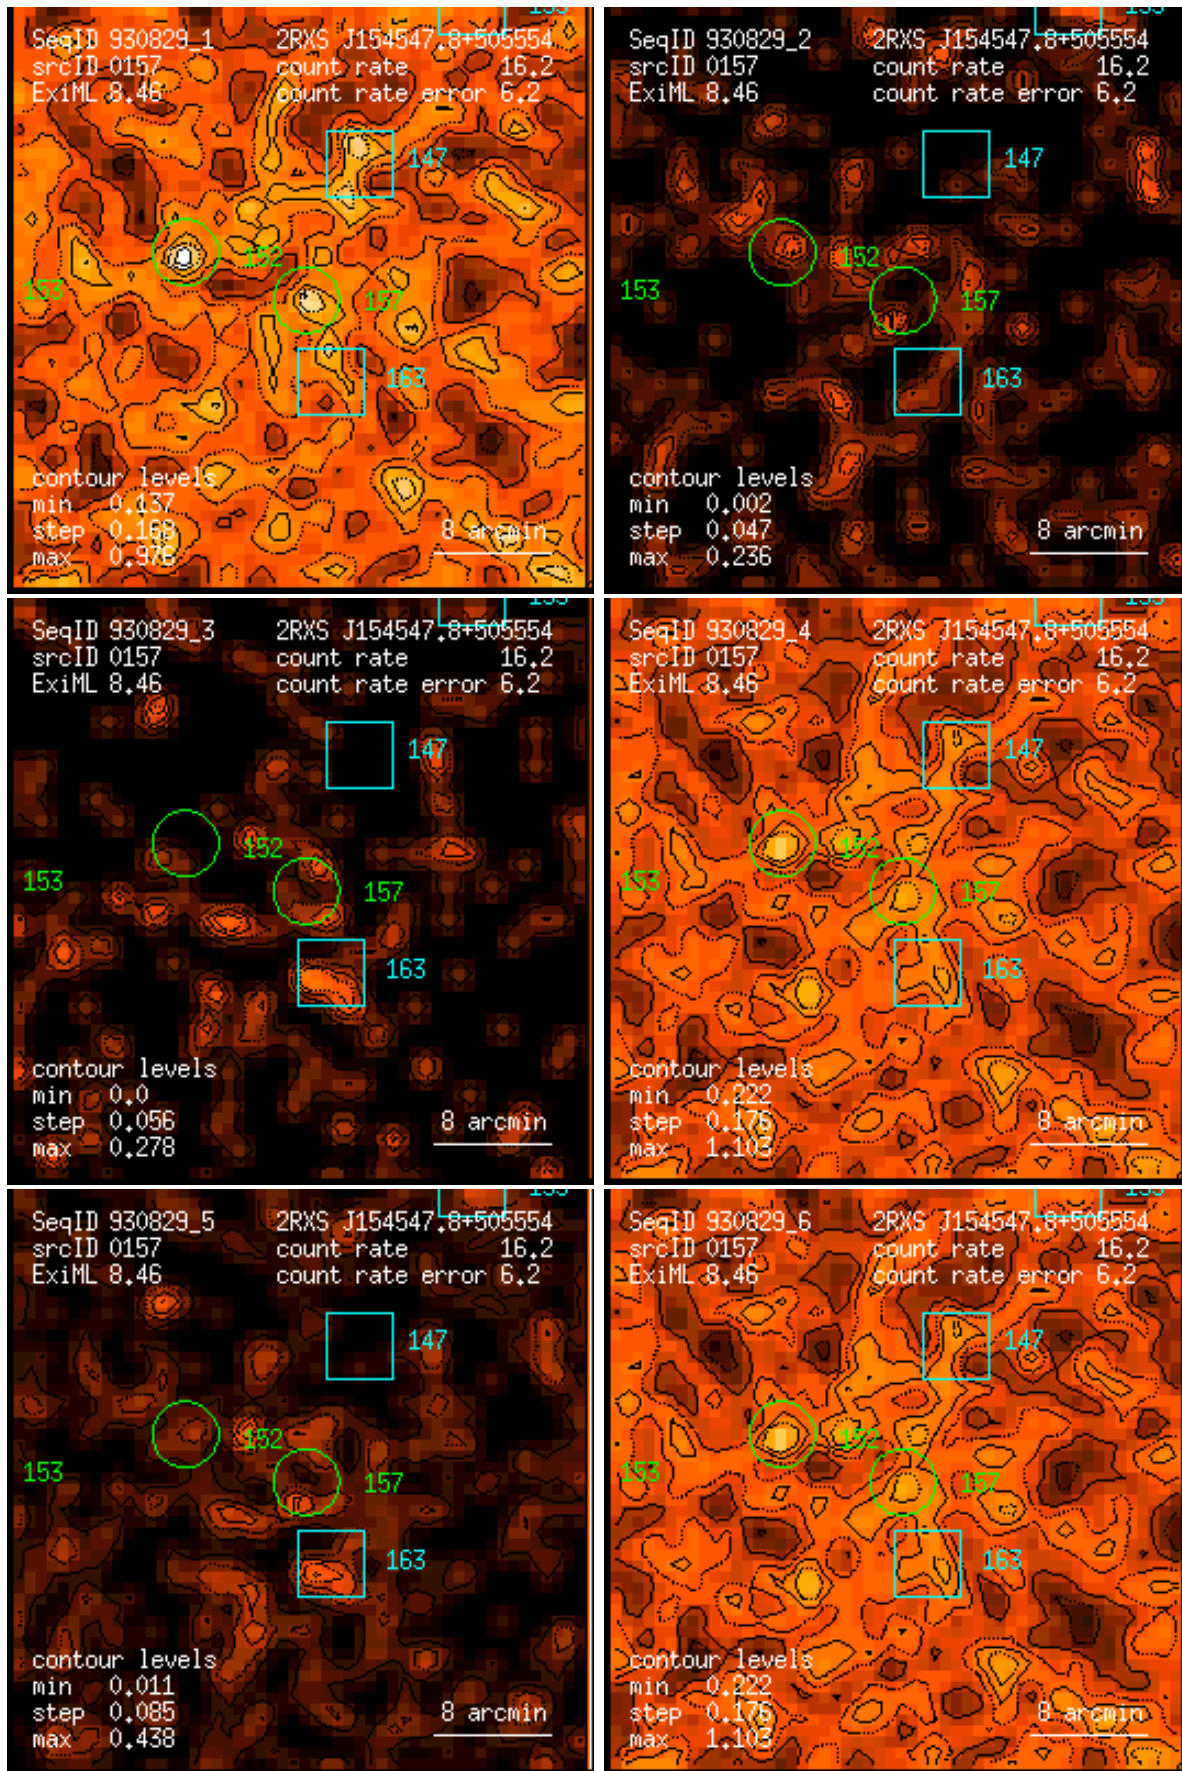 SeqID 930829_1 2RXS J154547.8+505554
srcID 0157 count rate 16.2
ExiML 8.46 count rate error 6.2
147
152
153
157
163
contour levels
min 0.137
step 0.168 8 arcmin
max 0.976
SeqID 930829_2 2RXS J154547.8+505554
srcID 0157 count rate 16.2
ExiML 8.46 count rate error 6.2
147
152
153
157
163
contour levels
min 0.002
step 0.047 8 arcmin
max 0.236
SeqID 930829_3 2RXS J154547.8+505554
srcID 0157 count rate 16.2
ExiML 8.46 count rate error 6.2
147
152
153
157
163
contour levels
min 0.0
step 0.056 8 arcmin
max 0.278
SeqID 930829_4 2RXS J154547.8+505554
srcID 0157 count rate 16.2
ExiML 8.46 count rate error 6.2
147
152
153
157
163
contour levels
min 0.222
step 0.176 8 arcmin
max 1.103
SeqID 930829_5 2RXS J154547.8+505554
srcID 0157 count rate 16.2
ExiML 8.46 count rate error 6.2
147
152
153
157
163
contour levels
min 0.011
step 0.085 8 arcmin
max 0.438
SeqID 930829_6 2RXS J154547.8+505554
srcID 0157 count rate 16.2
ExiML 8.46 count rate error 6.2
147
152
153
157
163
contour levels
min 0.222
step 0.176 8 arcmin
max 1.103